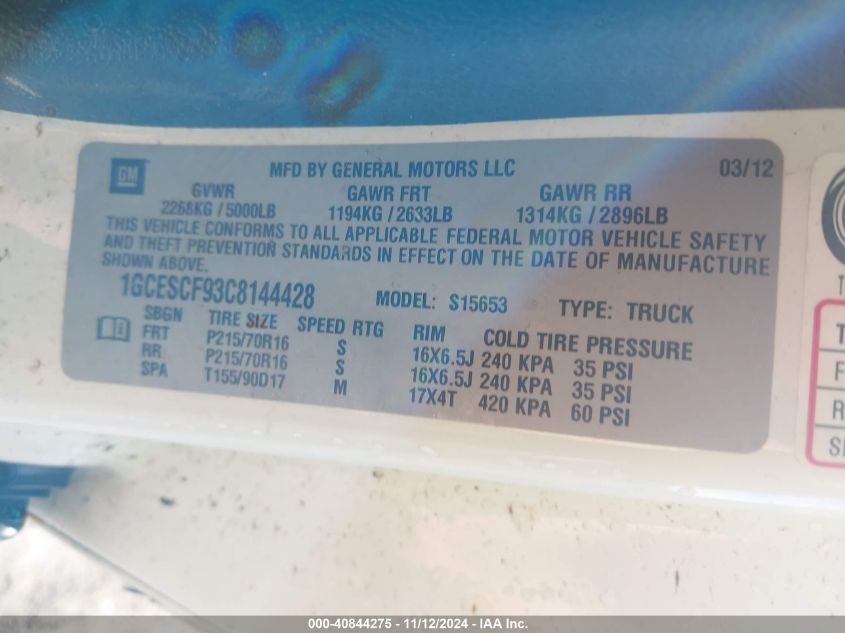 GM
MFD BY GENERAL MOTORS LLC 03/12
GVWR GAWR FRT GAWR RR
2268KG / 5000LB 1194KG / 2633LB 1314KG / 2896LB
THIS VEHICLE CONFORMS TO ALL APPLICABLE FEDERAL MOTOR VEHICLE SAFETY
AND THEFT PREVENTION STANDARDS IN EFFECT ON THE DATE OF MANUFACTURE
SHOWN ABOVE.
1GCESCF93C8144428 MODEL: S15653 TYPE: TRUCK
SBGN TIRE SIZE SPEED RTG RIM COLD TIRE PRESSURE
FRT P215/70R16 S 16X6.5J 240 KPA 35 PSI
RR P215/70R16 S 16X6.5J 240 KPA 35 PSI
SPA T155/90D17 M 17X4T 420 KPA 60 PSI
T
T
F
R
000-40844275 - 11/12/2024 - IAA Inc.